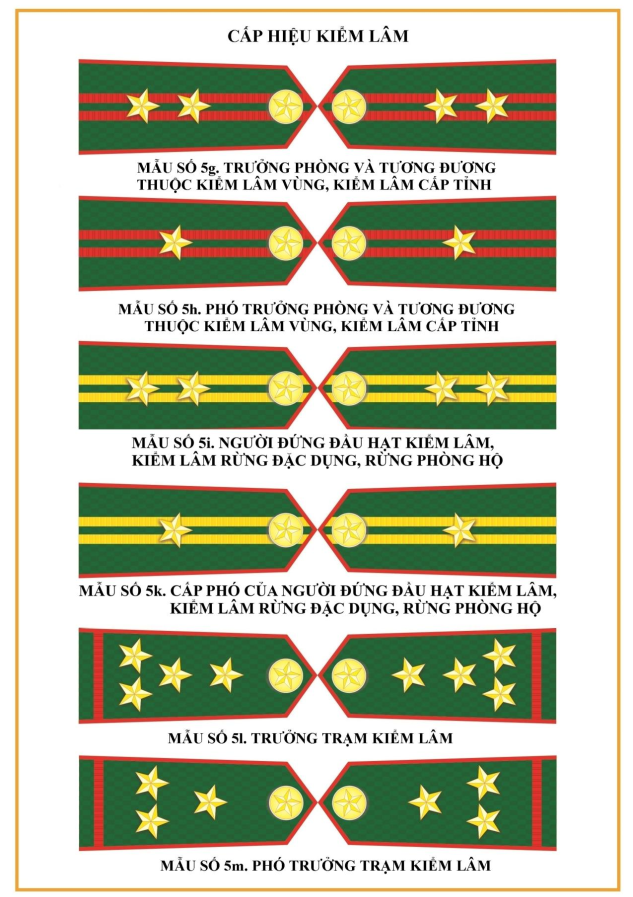 CẤP HIỆU KIỂM LÂM
MẪU SỐ 5g. TRƯỞNG PHÒNG VÀ TƯƠNG ĐƯƠNG
THUỘC KIỂM LÂM VÙNG, KIỂM LÂM CẤP TỈNH
MẪU SỐ 5h. PHÓ TRƯỞNG PHÒNG VÀ TƯƠNG ĐƯƠNG
THUỘC KIỂM LÂM VÙNG, KIỂM LÂM CẤP TỈNH
MẪU SỐ 5i. NGƯỜI ĐỨNG ĐẦU HẠT KIỂM LÂM,
KIỂM LÂM RỪNG ĐẶC DỤNG, RỪNG PHÒNG HỘ
MẪU SỐ 5k. CẤP PHÓ CỦA NGƯỜI ĐỨNG ĐẦU HẠT KIỂM LÂM,
KIỂM LÂM RỪNG ĐẶC DỤNG, RỪNG PHÒNG HỘ
MẪU SỐ 5l. TRƯỞNG TRẠM KIỂM LÂM
MẪU SỐ 5m. PHÓ TRƯỞNG TRẠM KIỂM LÂM